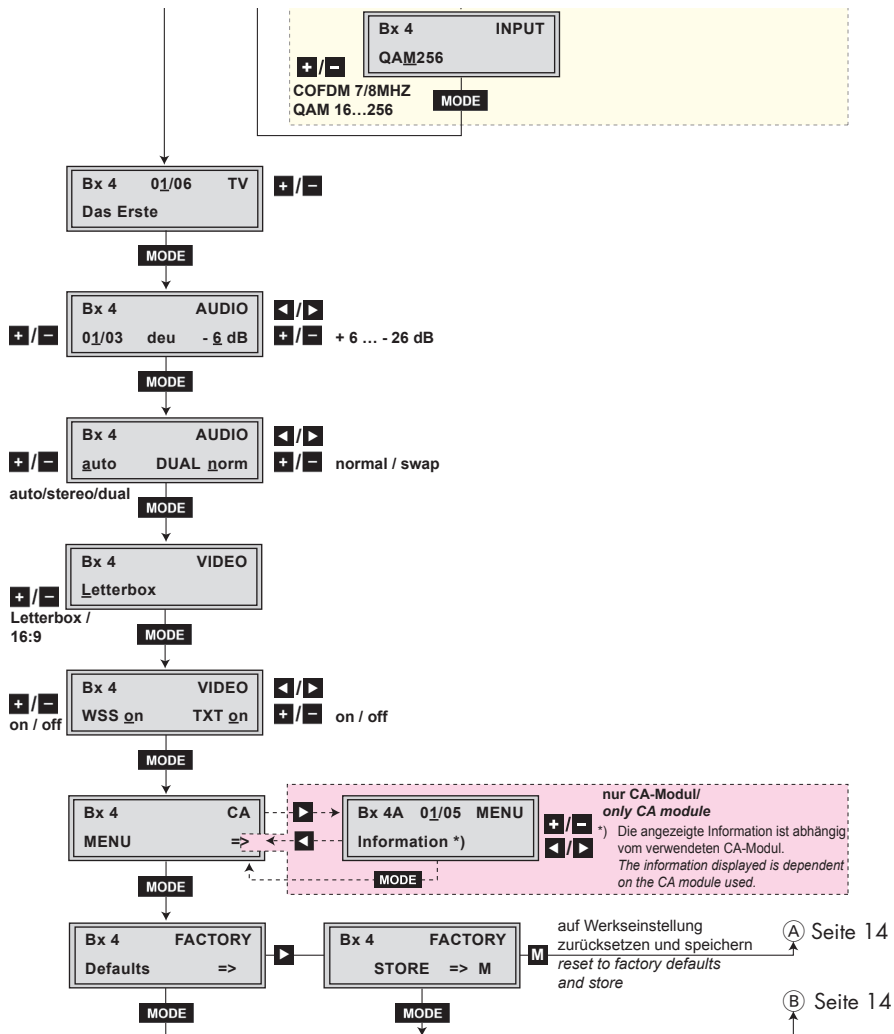 Bx 4 INPUT
QAM256
+/-
COFDM 7/8MHZ
QAM 16...256
MODE
Bx 4 01/06 TV
Das Erste
+/-
MODE
Bx 4 AUDIO
+/- 01/03 deu - 6 dB
◄/►
+/- + 6 ... - 26 dB
MODE
Bx 4 AUDIO
+/- auto DUAL norm
◄/►
+/- normal / swap
auto/stereo/dual
MODE
Bx 4 VIDEO
Letterbox
+/-
Letterbox /
16:9
MODE
Bx 4 VIDEO
WSS on TXT on
+/-
on / off
◄/►
+/- on / off
MODE
Bx 4 CA
MENU =>
►
◄
Bx 4A 01/05 MENU
Information *)
MODE
+/-
◄/►
nur CA-Modul/
only CA module
*) Die angezeigte Information ist abhängig
vom verwendeten CA-Modul.
The information displayed is dependent
on the CA module used.
MODE
Bx 4 FACTORY
Defaults =>
►
Bx 4 FACTORY
STORE => M
M
auf Werkseinstellung
zurücksetzen und speichern
reset to factory defaults
and store
A Seite 14
B Seite 14
MODE
MODE